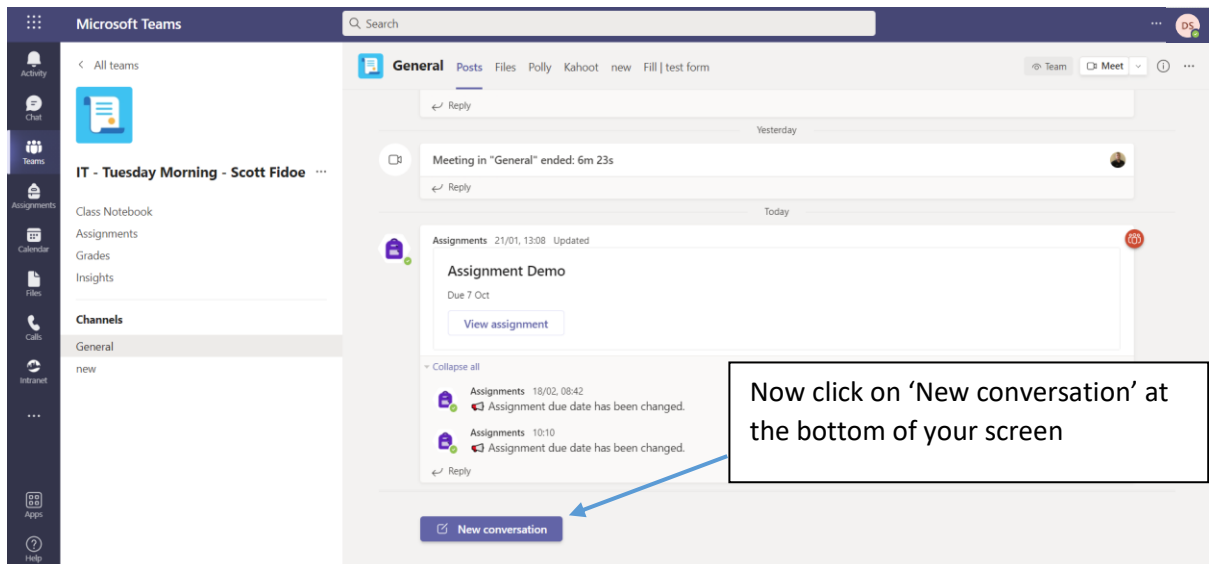 Microsoft Teams
Search
DS
Activity
Chat
Teams
Assignments
Calendar
Files
Calls
Intranet
Apps
Help
All teams
IT - Tuesday Morning - Scott Fidoe
Class Notebook
Assignments
Grades
Insights
Channels
General
new
General Posts Files Polly Kahoot new Fill | test form
Team
Meet
Reply
Yesterday
Meeting in "General" ended: 6m 23s
Reply
Today
Assignments 21/01, 13:08 Updated
Assignment Demo
Due 7 Oct
View assignment
Collapse all
Assignments 18/02, 08:42
Assignment due date has been changed.
Assignments 10:10
Assignment due date has been changed.
Reply
New conversation
Now click on ‘New conversation’ at
the bottom of your screen